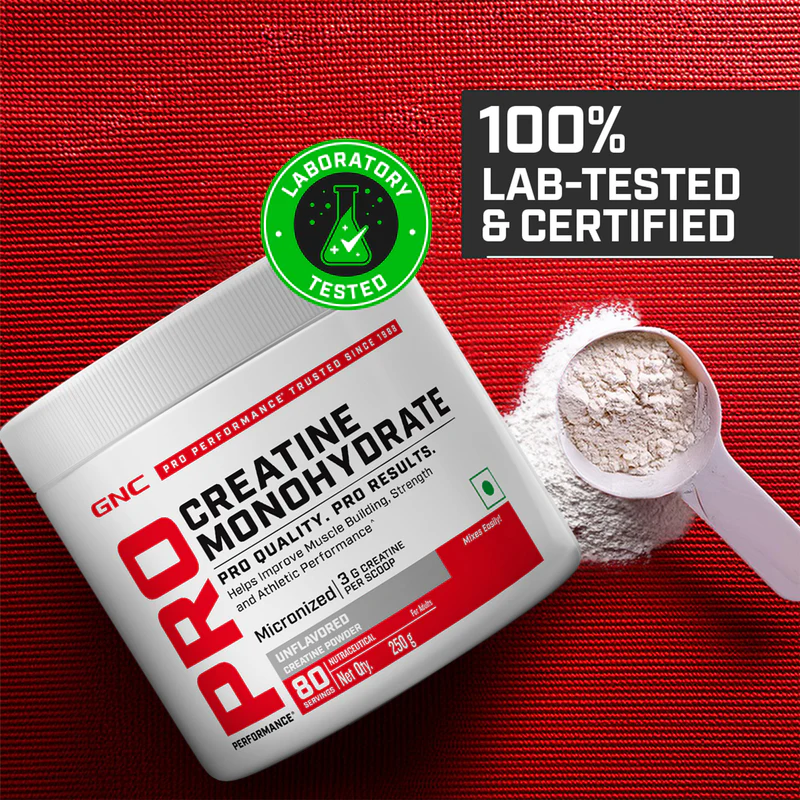 100%
LAB-TESTED
& CERTIFIED
LABORATORY
TESTED
GNC PRO PERFORMANCE® TRUSTED SINCE 1988
PRO
PERFORMANCE®
CREATINE
MONOHYDRATE
PRO QUALITY. PRO RESULTS.
Helps Improve Muscle Building, Strength
and Athletic Performance^
Micronized
3 G CREATINE
PER SCOOP
Mixes Easily!
UNFLAVORED
CREATINE POWDER
80
SERVINGS
NUTRACEUTICAL
For Adults
Net Qty. 250 g